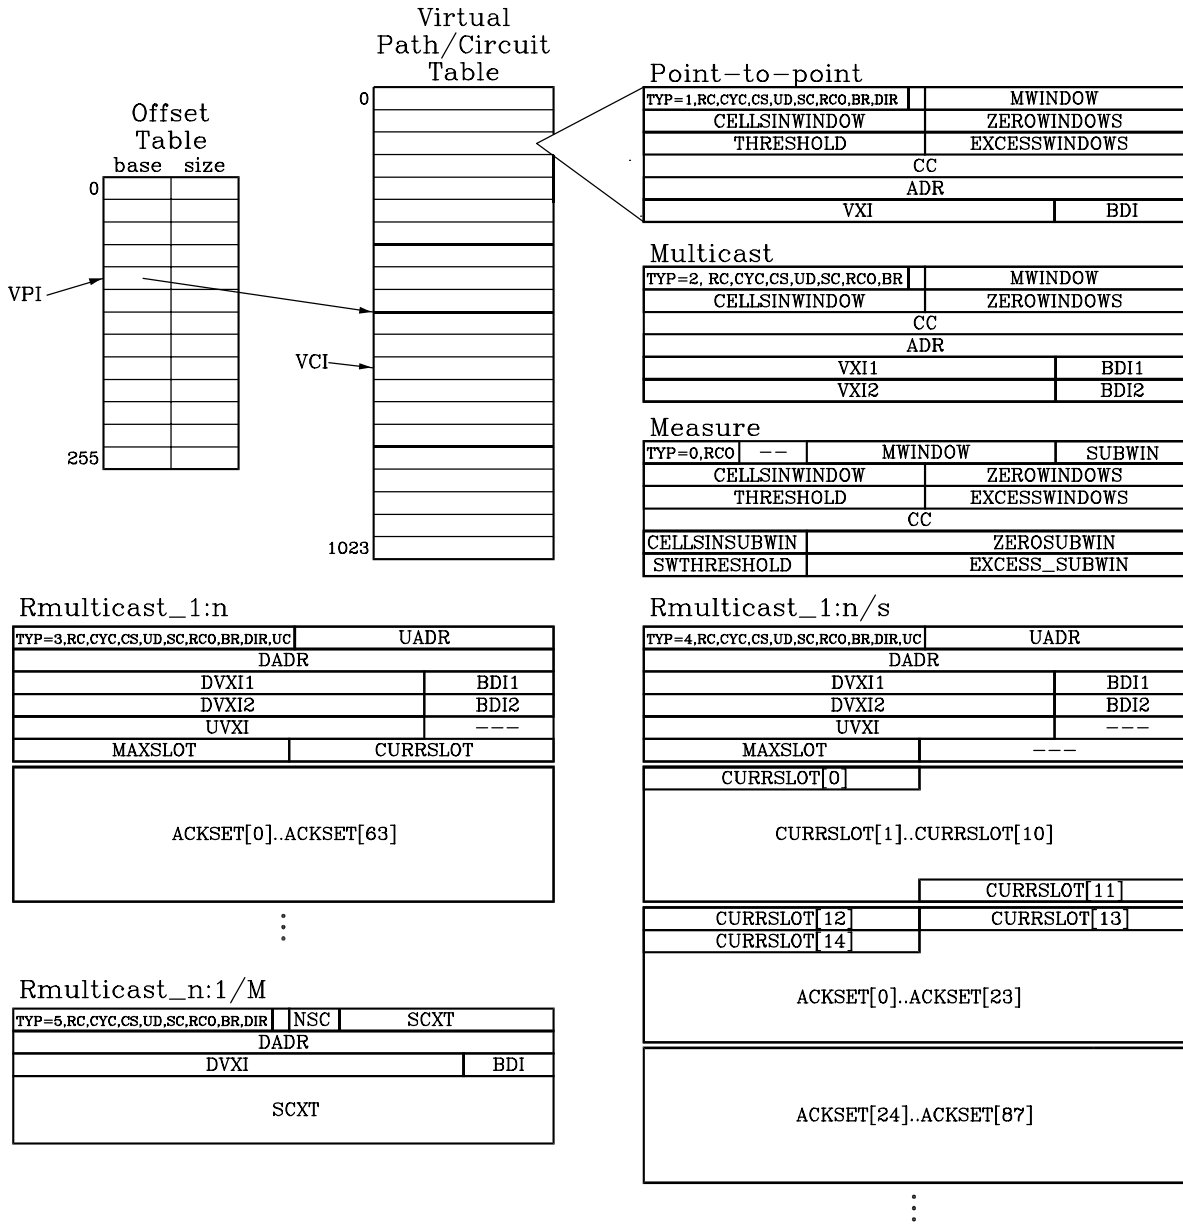 Virtual
Path/Circuit
Table
0
1023
Offset
Table
base size
0
255
VPI
VCI
Point-to-point
TYP=1,RC,CYC,CS,UD,SC,RCO,BR,DIR MWINDOW
CELLSINWINDOW ZEROWINDOWS
THRESHOLD EXCESSWINDOWS
CC
ADR
VXI BDI
Multicast
TYP=2, RC,CYC,CS,UD,SC,RCO,BR MWINDOW
CELLSINWINDOW ZEROWINDOWS
CC
ADR
VXI1 BDI1
VXI2 BDI2
Measure
TYP=0,RCO -- MWINDOW SUBWIN
CELLSINWINDOW ZEROWINDOWS
THRESHOLD EXCESSWINDOWS
CC
CELLSINSUBWIN ZEROSUBWIN
SWTHRESHOLD EXCESS_SUBWIN
Rmulticast_1:n
TYP=3,RC,CYC,CS,UD,SC,RCO,BR,DIR,UC UADR
DADR
DVXI1 BDI1
DVXI2 BDI2
UVXI ---
MAXSLOT CURRSLOT
ACKSET[0]..ACKSET[63]
⋮
Rmulticast_1:n/s
TYP=4,RC,CYC,CS,UD,SC,RCO,BR,DIR,UC UADR
DADR
DVXI1 BDI1
DVXI2 BDI2
UVXI ---
MAXSLOT ---
CURRSLOT[0]
CURRSLOT[1]..CURRSLOT[10]
CURRSLOT[11]
CURRSLOT[12] CURRSLOT[13]
CURRSLOT[14]
ACKSET[0]..ACKSET[23]
ACKSET[24]..ACKSET[87]
⋮
Rmulticast_n:1/M
TYP=5,RC,CYC,CS,UD,SC,RCO,BR,DIR NSC SCXT
DADR
DVXI BDI
SCXT